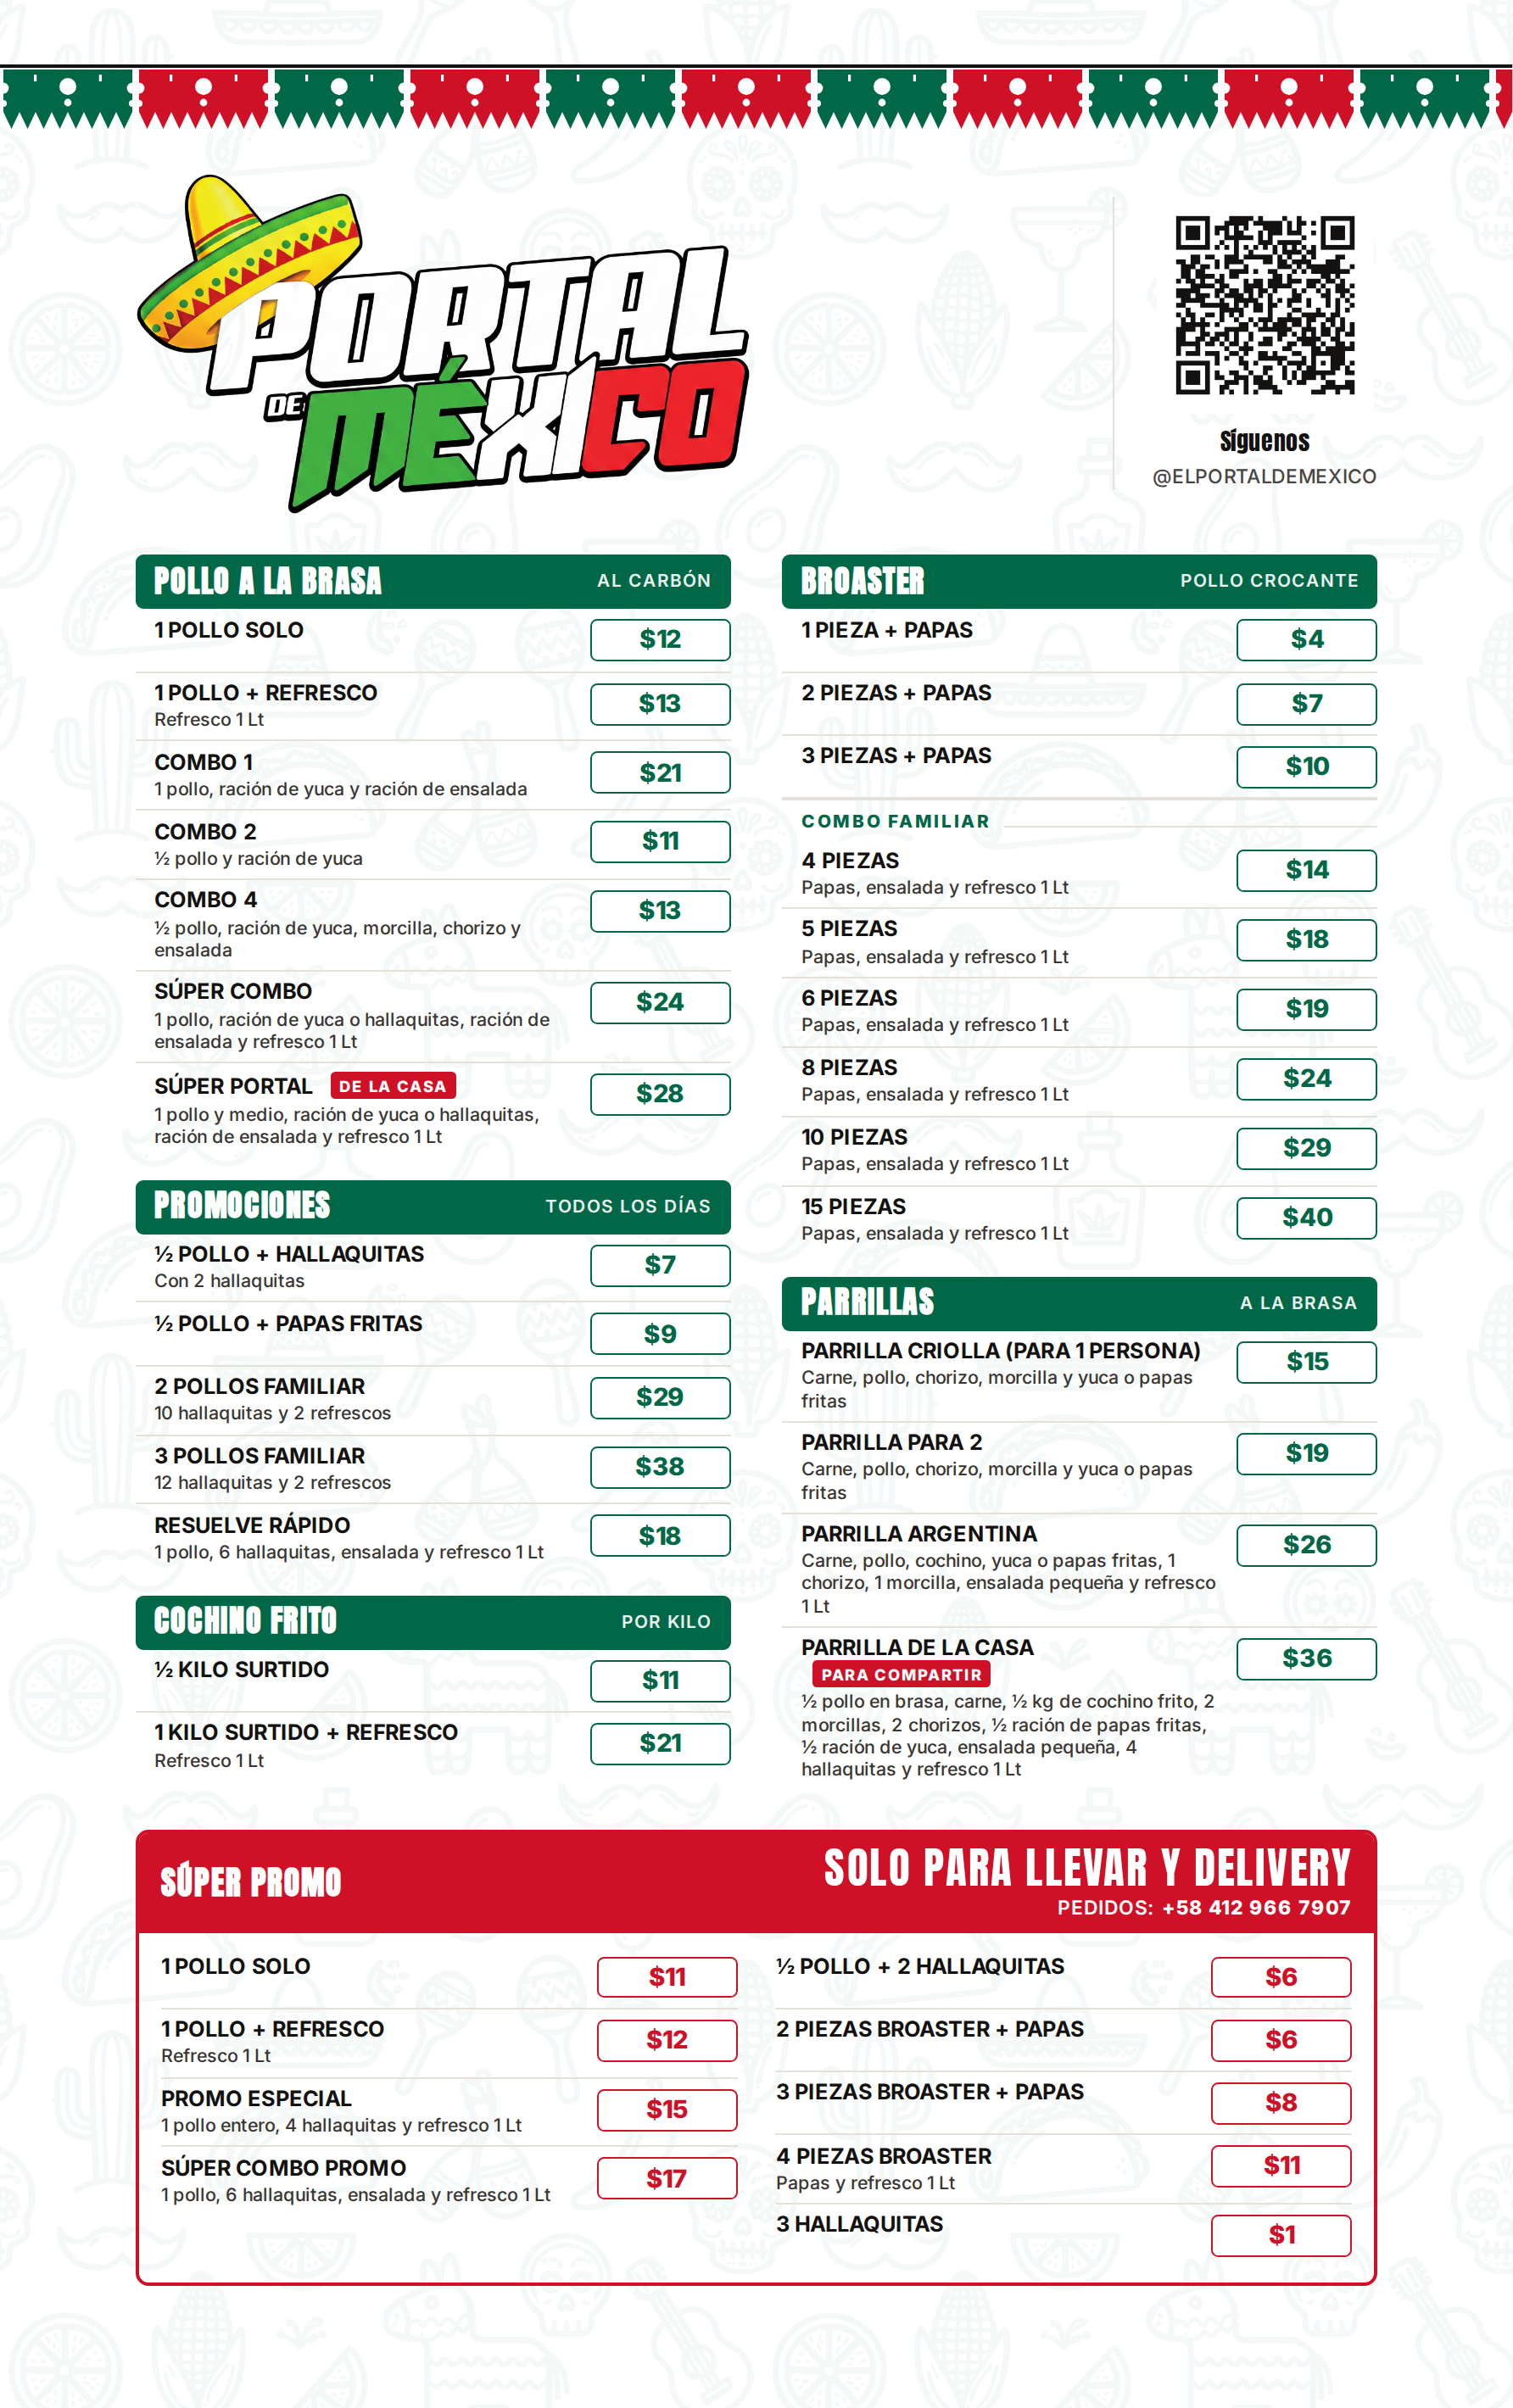 PORTAL
DE MÉXICO
Síguenos
@ELPORTALDEMEXICO
POLLO A LA BRASA AL CARBÓN
1 POLLO SOLO $12
1 POLLO + REFRESCO $13
Refresco 1 Lt
COMBO 1 $21
1 pollo, ración de yuca y ración de ensalada
COMBO 2 $11
½ pollo y ración de yuca
COMBO 4 $13
½ pollo, ración de yuca, morcilla, chorizo y
ensalada
SÚPER COMBO $24
1 pollo, ración de yuca o hallaquitas, ración de
ensalada y refresco 1 Lt
SÚPER PORTAL DE LA CASA $28
1 pollo y medio, ración de yuca o hallaquitas,
ración de ensalada y refresco 1 Lt
PROMOCIONES TODOS LOS DÍAS
½ POLLO + HALLAQUITAS $7
Con 2 hallaquitas
½ POLLO + PAPAS FRITAS $9
2 POLLOS FAMILIAR $29
10 hallaquitas y 2 refrescos
3 POLLOS FAMILIAR $38
12 hallaquitas y 2 refrescos
RESUELVE RÁPIDO $18
1 pollo, 6 hallaquitas, ensalada y refresco 1 Lt
COCHINO FRITO POR KILO
½ KILO SURTIDO $11
1 KILO SURTIDO + REFRESCO $21
Refresco 1 Lt
BROASTER POLLO CROCANTE
1 PIEZA + PAPAS $4
2 PIEZAS + PAPAS $7
3 PIEZAS + PAPAS $10
COMBO FAMILIAR
4 PIEZAS $14
Papas, ensalada y refresco 1 Lt
5 PIEZAS $18
Papas, ensalada y refresco 1 Lt
6 PIEZAS $19
Papas, ensalada y refresco 1 Lt
8 PIEZAS $24
Papas, ensalada y refresco 1 Lt
10 PIEZAS $29
Papas, ensalada y refresco 1 Lt
15 PIEZAS $40
Papas, ensalada y refresco 1 Lt
PARRILLAS A LA BRASA
PARRILLA CRIOLLA (PARA 1 PERSONA) $15
Carne, pollo, chorizo, morcilla y yuca o papas
fritas
PARRILLA PARA 2 $19
Carne, pollo, chorizo, morcilla y yuca o papas
fritas
PARRILLA ARGENTINA $26
Carne, pollo, cochino, yuca o papas fritas, 1
chorizo, 1 morcilla, ensalada pequeña y refresco
1 Lt
PARRILLA DE LA CASA $36
PARA COMPARTIR
½ pollo en brasa, carne, ½ kg de cochino frito, 2
morcillas, 2 chorizos, ½ ración de papas fritas,
½ ración de yuca, ensalada pequeña, 4
hallaquitas y refresco 1 Lt
SÚPER PROMO SOLO PARA LLEVAR Y DELIVERY
PEDIDOS: +58 412 966 7907
1 POLLO SOLO $11
1 POLLO + REFRESCO $12
Refresco 1 Lt
PROMO ESPECIAL $15
1 pollo entero, 4 hallaquitas y refresco 1 Lt
SÚPER COMBO PROMO $17
1 pollo, 6 hallaquitas, ensalada y refresco 1 Lt
½ POLLO + 2 HALLAQUITAS $6
2 PIEZAS BROASTER + PAPAS $6
3 PIEZAS BROASTER + PAPAS $8
4 PIEZAS BROASTER $11
Papas y refresco 1 Lt
3 HALLAQUITAS $1